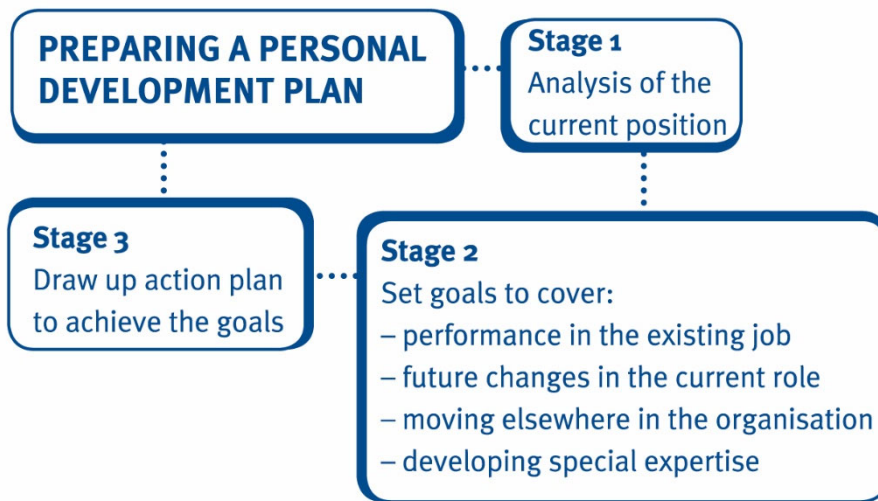 PREPARING A PERSONAL
DEVELOPMENT PLAN
Stage 1
Analysis of the
current position
Stage 2
Set goals to cover:
– performance in the existing job
– future changes in the current role
– moving elsewhere in the organisation
– developing special expertise
Stage 3
Draw up action plan
to achieve the goals